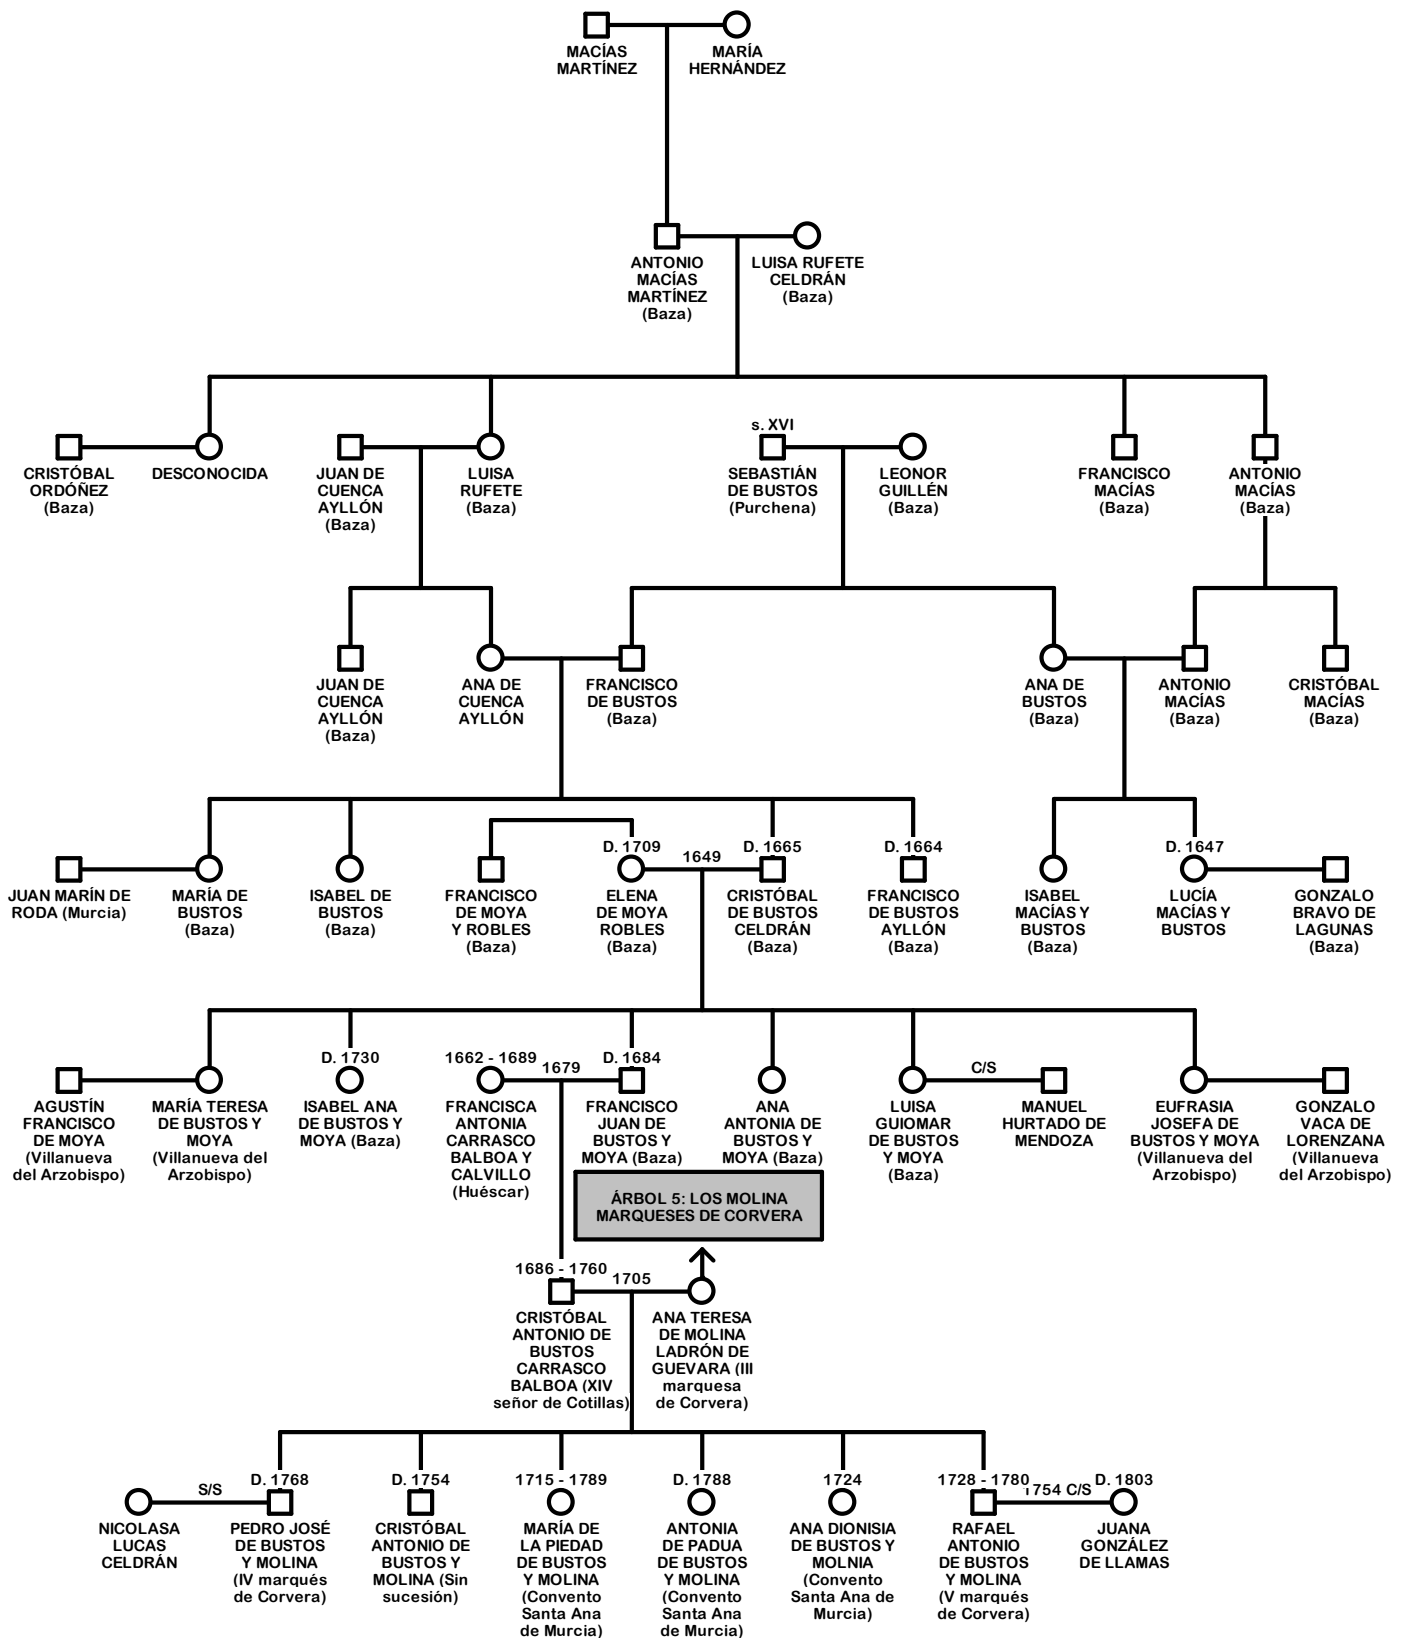 MACÍAS
MARTÍNEZ
MARÍA
HERNÁNDEZ
ANTONIO
MACÍAS
MARTÍNEZ
(Baza)
LUISA RUFETE
CELDRÁN
(Baza)
CRISTÓBAL
ORDÓÑEZ
(Baza)
DESCONOCIDA
JUAN DE
CUENCA
AYLLÓN
(Baza)
LUISA
RUFETE
(Baza)
s. XVI
SEBASTIÁN
DE BUSTOS
(Purchena)
LEONOR
GUILLÉN
(Baza)
FRANCISCO
MACÍAS
(Baza)
ANTONIO
MACÍAS
(Baza)
JUAN DE
CUENCA
AYLLÓN
(Baza)
ANA DE
CUENCA
AYLLÓN
FRANCISCO
DE BUSTOS
(Baza)
ANA DE
BUSTOS
(Baza)
ANTONIO
MACÍAS
(Baza)
CRISTÓBAL
MACÍAS
(Baza)
JUAN MARÍN DE
RODA (Murcia)
MARÍA DE
BUSTOS
(Baza)
ISABEL DE
BUSTOS
(Baza)
FRANCISCO
DE MOYA
Y ROBLES
(Baza)
D. 1709
ELENA
DE MOYA
ROBLES
(Baza)
1649
D. 1665
CRISTÓBAL
DE BUSTOS
CELDRÁN
(Baza)
D. 1664
FRANCISCO
DE BUSTOS
AYLLÓN
(Baza)
ISABEL
MACÍAS Y
BUSTOS
(Baza)
D. 1647
LUCÍA
MACÍAS Y
BUSTOS
GONZALO
BRAVO DE
LAGUNAS
(Baza)
AGUSTÍN
FRANCISCO
DE MOYA
(Villanueva
del Arzobispo)
MARÍA TERESA
DE BUSTOS Y
MOYA
(Villanueva del
Arzobispo)
D. 1730
ISABEL ANA
DE BUSTOS Y
MOYA (Baza)
1662 - 1689
FRANCISCA
ANTONIA
CARRASCO
BALBOA Y
CALVILLO
(Huéscar)
1679
D. 1684
FRANCISCO
JUAN DE
BUSTOS Y
MOYA (Baza)
ANA
ANTONIA DE
BUSTOS Y
MOYA (Baza)
LUISA
GUIOMAR
DE BUSTOS
Y MOYA
(Baza)
C/S
MANUEL
HURTADO DE
MENDOZA
EUFRASIA
JOSEFA DE
BUSTOS Y MOYA
(Villanueva del
Arzobispo)
GONZALO
VACA DE
LORENZANA
(Villanueva
del Arzobispo)
ÁRBOL 5: LOS MOLINA
MARQUESES DE CORVERA
1686 - 1760
CRISTÓBAL
ANTONIO DE
BUSTOS
CARRASCO
BALBOA (XIV
señor de Cotillas)
1705
ANA TERESA
DE MOLINA
LADRÓN DE
GUEVARA (III
marquesa
de Corvera)
NICOLASA
LUCAS
CELDRÁN
S/S
D. 1768
PEDRO JOSÉ
DE BUSTOS
Y MOLINA
(IV marqués
de Corvera)
D. 1754
CRISTÓBAL
ANTONIO DE
BUSTOS Y
MOLINA (Sin
sucesión)
1715 - 1789
MARÍA DE
LA PIEDAD
DE BUSTOS
Y MOLINA
(Convento
Santa Ana
de Murcia)
D. 1788
ANTONIA
DE PADUA
DE BUSTOS
Y MOLINA
(Convento
Santa Ana
de Murcia)
1724
ANA DIONISIA
DE BUSTOS Y
MOLNIA
(Convento
Santa Ana de
Murcia)
1728 - 1780
RAFAEL
ANTONIO
DE BUSTOS
Y MOLINA
(V marqués
de Corvera)
1754 C/S
D. 1803
JUANA
GONZÁLEZ
DE LLAMAS